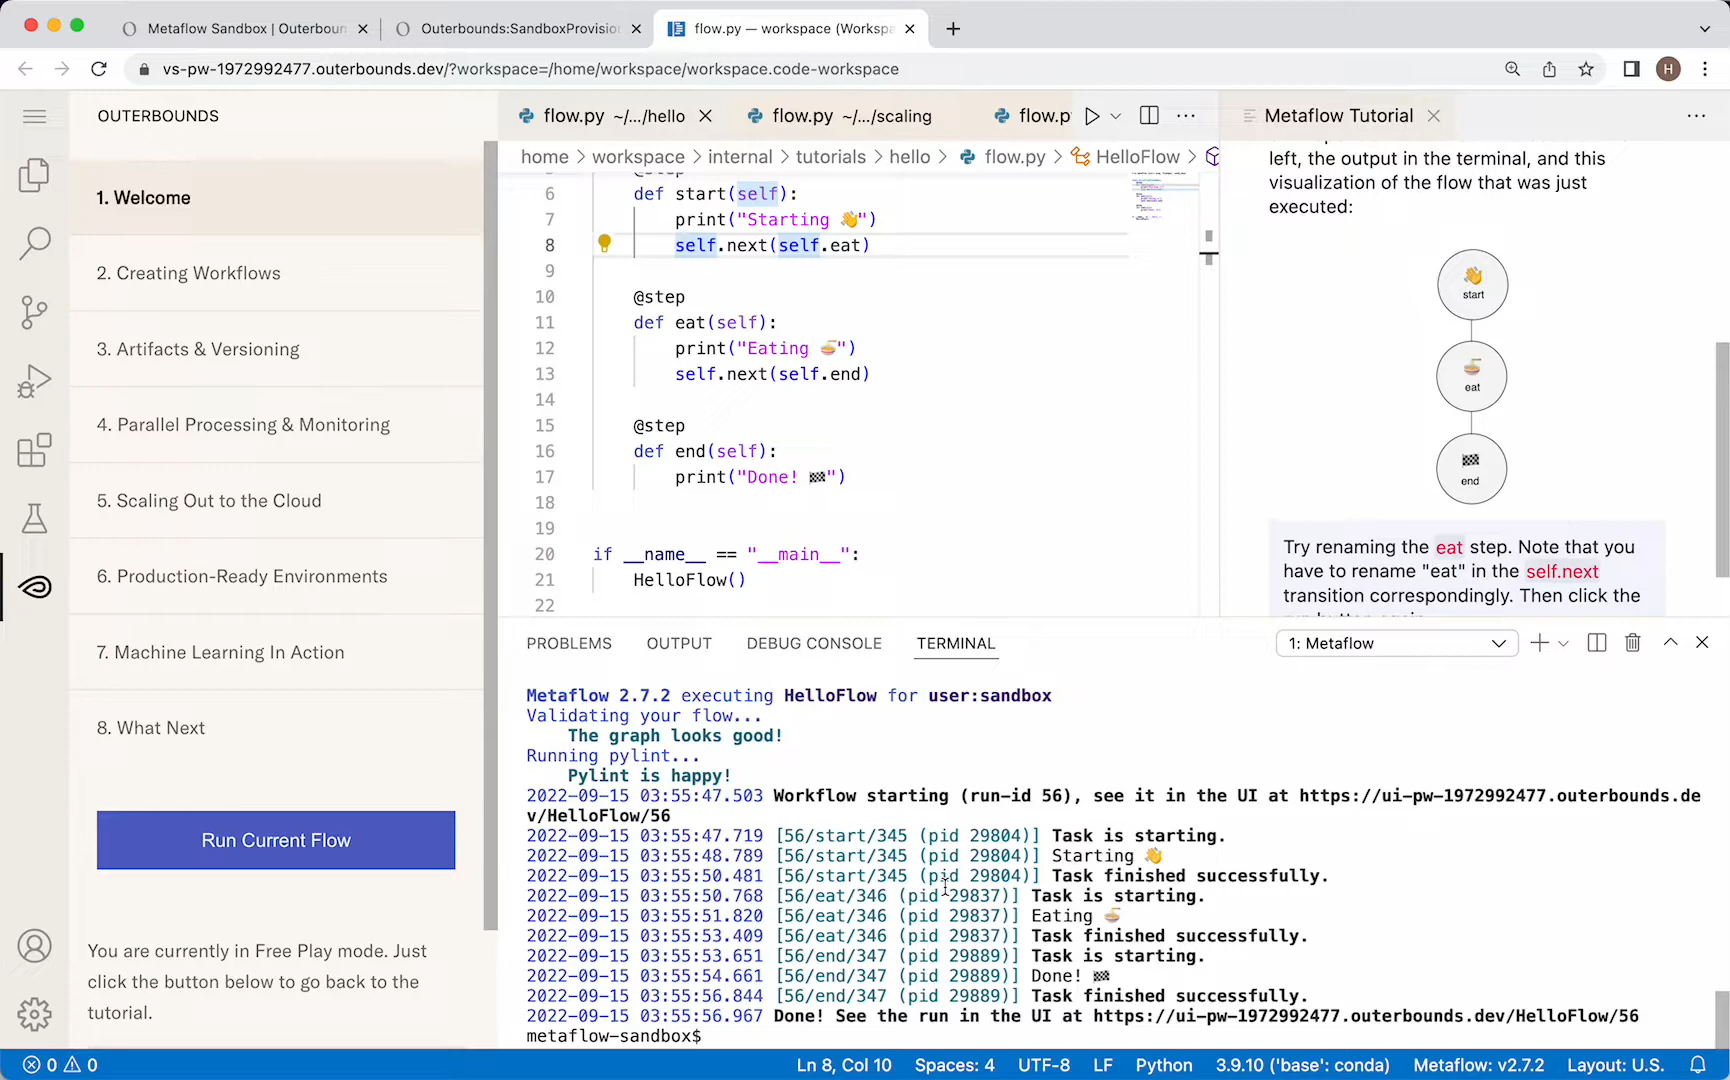 Metaflow Sandbox | Outerboun
Outerbounds:SandboxProvisio
flow.py — workspace (Workspa
vs-pw-1972992477.outerbounds.dev/?workspace=/home/workspace/workspace.code-workspace
H
OUTERBOUNDS
1. Welcome
2. Creating Workflows
3. Artifacts & Versioning
4. Parallel Processing & Monitoring
5. Scaling Out to the Cloud
6. Production-Ready Environments
7. Machine Learning In Action
8. What Next
Run Current Flow
You are currently in Free Play mode. Just
click the button below to go back to the
tutorial.
flow.py ~/.../hello
flow.py ~/.../scaling
flow.p
home > workspace > internal > tutorials > hello > flow.py > HelloFlow >
@step
6 def start(self):
7 print("Starting 👋")
8 self.next(self.eat)
9
10 @step
11 def eat(self):
12 print("Eating 🍜")
13 self.next(self.end)
14
15 @step
16 def end(self):
17 print("Done! 🏁")
18
19
20 if __name__ == "__main__":
21 HelloFlow()
22
Metaflow Tutorial
left, the output in the terminal, and this
visualization of the flow that was just
executed:
start
eat
end
Try renaming the eat step. Note that you
have to rename "eat" in the self.next
transition correspondingly. Then click the
PROBLEMS OUTPUT DEBUG CONSOLE TERMINAL
1: Metaflow
Metaflow 2.7.2 executing HelloFlow for user:sandbox
Validating your flow...
The graph looks good!
Running pylint...
Pylint is happy!
2022-09-15 03:55:47.503 Workflow starting (run-id 56), see it in the UI at https://ui-pw-1972992477.outerbounds.de
v/HelloFlow/56
2022-09-15 03:55:47.719 [56/start/345 (pid 29804)] Task is starting.
2022-09-15 03:55:48.789 [56/start/345 (pid 29804)] Starting 👋
2022-09-15 03:55:50.481 [56/start/345 (pid 29804)] Task finished successfully.
2022-09-15 03:55:50.768 [56/eat/346 (pid 29837)] Task is starting.
2022-09-15 03:55:51.820 [56/eat/346 (pid 29837)] Eating 🍜
2022-09-15 03:55:53.409 [56/eat/346 (pid 29837)] Task finished successfully.
2022-09-15 03:55:53.651 [56/end/347 (pid 29889)] Task is starting.
2022-09-15 03:55:54.661 [56/end/347 (pid 29889)] Done! 🏁
2022-09-15 03:55:56.844 [56/end/347 (pid 29889)] Task finished successfully.
2022-09-15 03:55:56.967 Done! See the run in the UI at https://ui-pw-1972992477.outerbounds.dev/HelloFlow/56
metaflow-sandbox$
0 0
Ln 8, Col 10 Spaces: 4 UTF-8 LF Python 3.9.10 ('base': conda) Metaflow: v2.7.2 Layout: U.S.